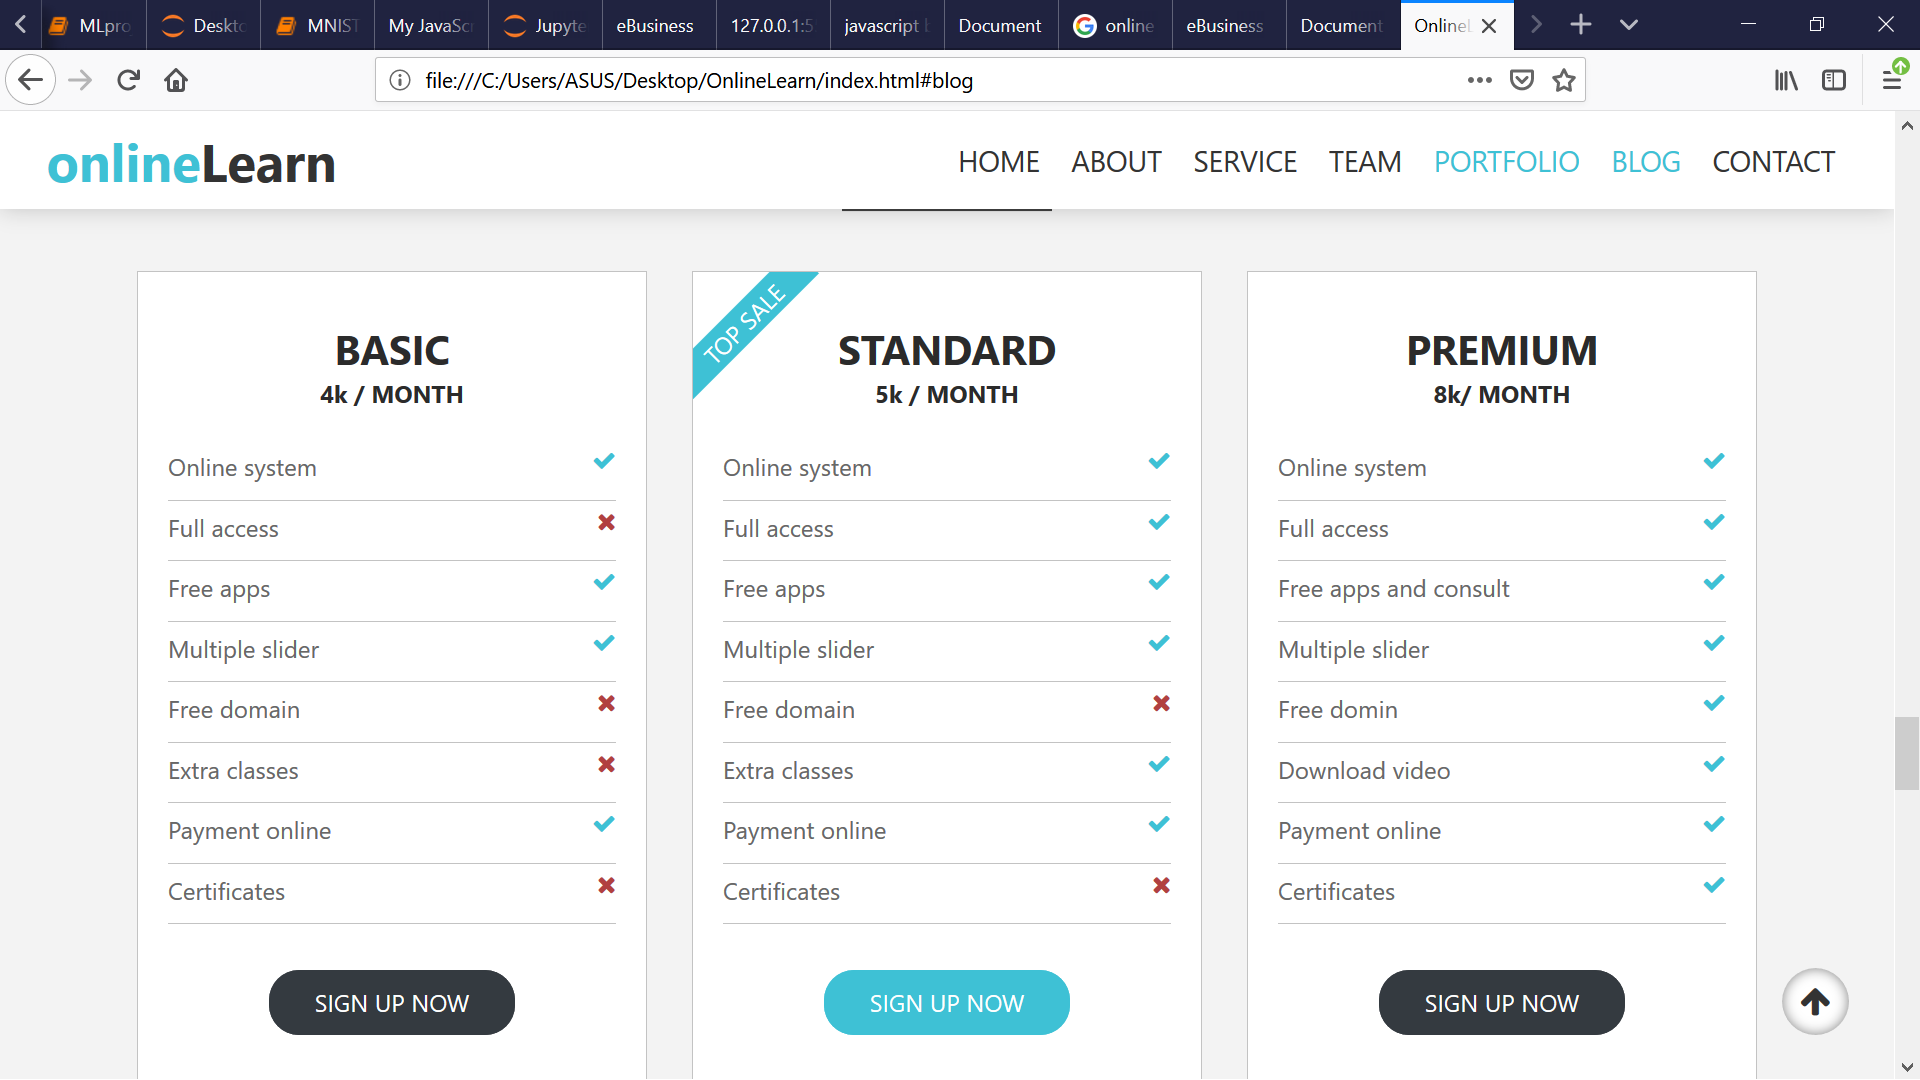 MLpro Deskto MNIST My JavaSc Jupyte eBusiness 127.0.0.1:5 javascript Document online eBusiness Document OnlineL
file:///C:/Users/ASUS/Desktop/OnlineLearn/index.html#blog
onlineLearn HOME ABOUT SERVICE TEAM PORTFOLIO BLOG CONTACT
TOP SALE
BASIC
4k / MONTH
Online system
Full access
Free apps
Multiple slider
Free domain
Extra classes
Payment online
Certificates
SIGN UP NOW
STANDARD
5k / MONTH
Online system
Full access
Free apps
Multiple slider
Free domain
Extra classes
Payment online
Certificates
SIGN UP NOW
PREMIUM
8k/ MONTH
Online system
Full access
Free apps and consult
Multiple slider
Free domin
Download video
Payment online
Certificates
SIGN UP NOW